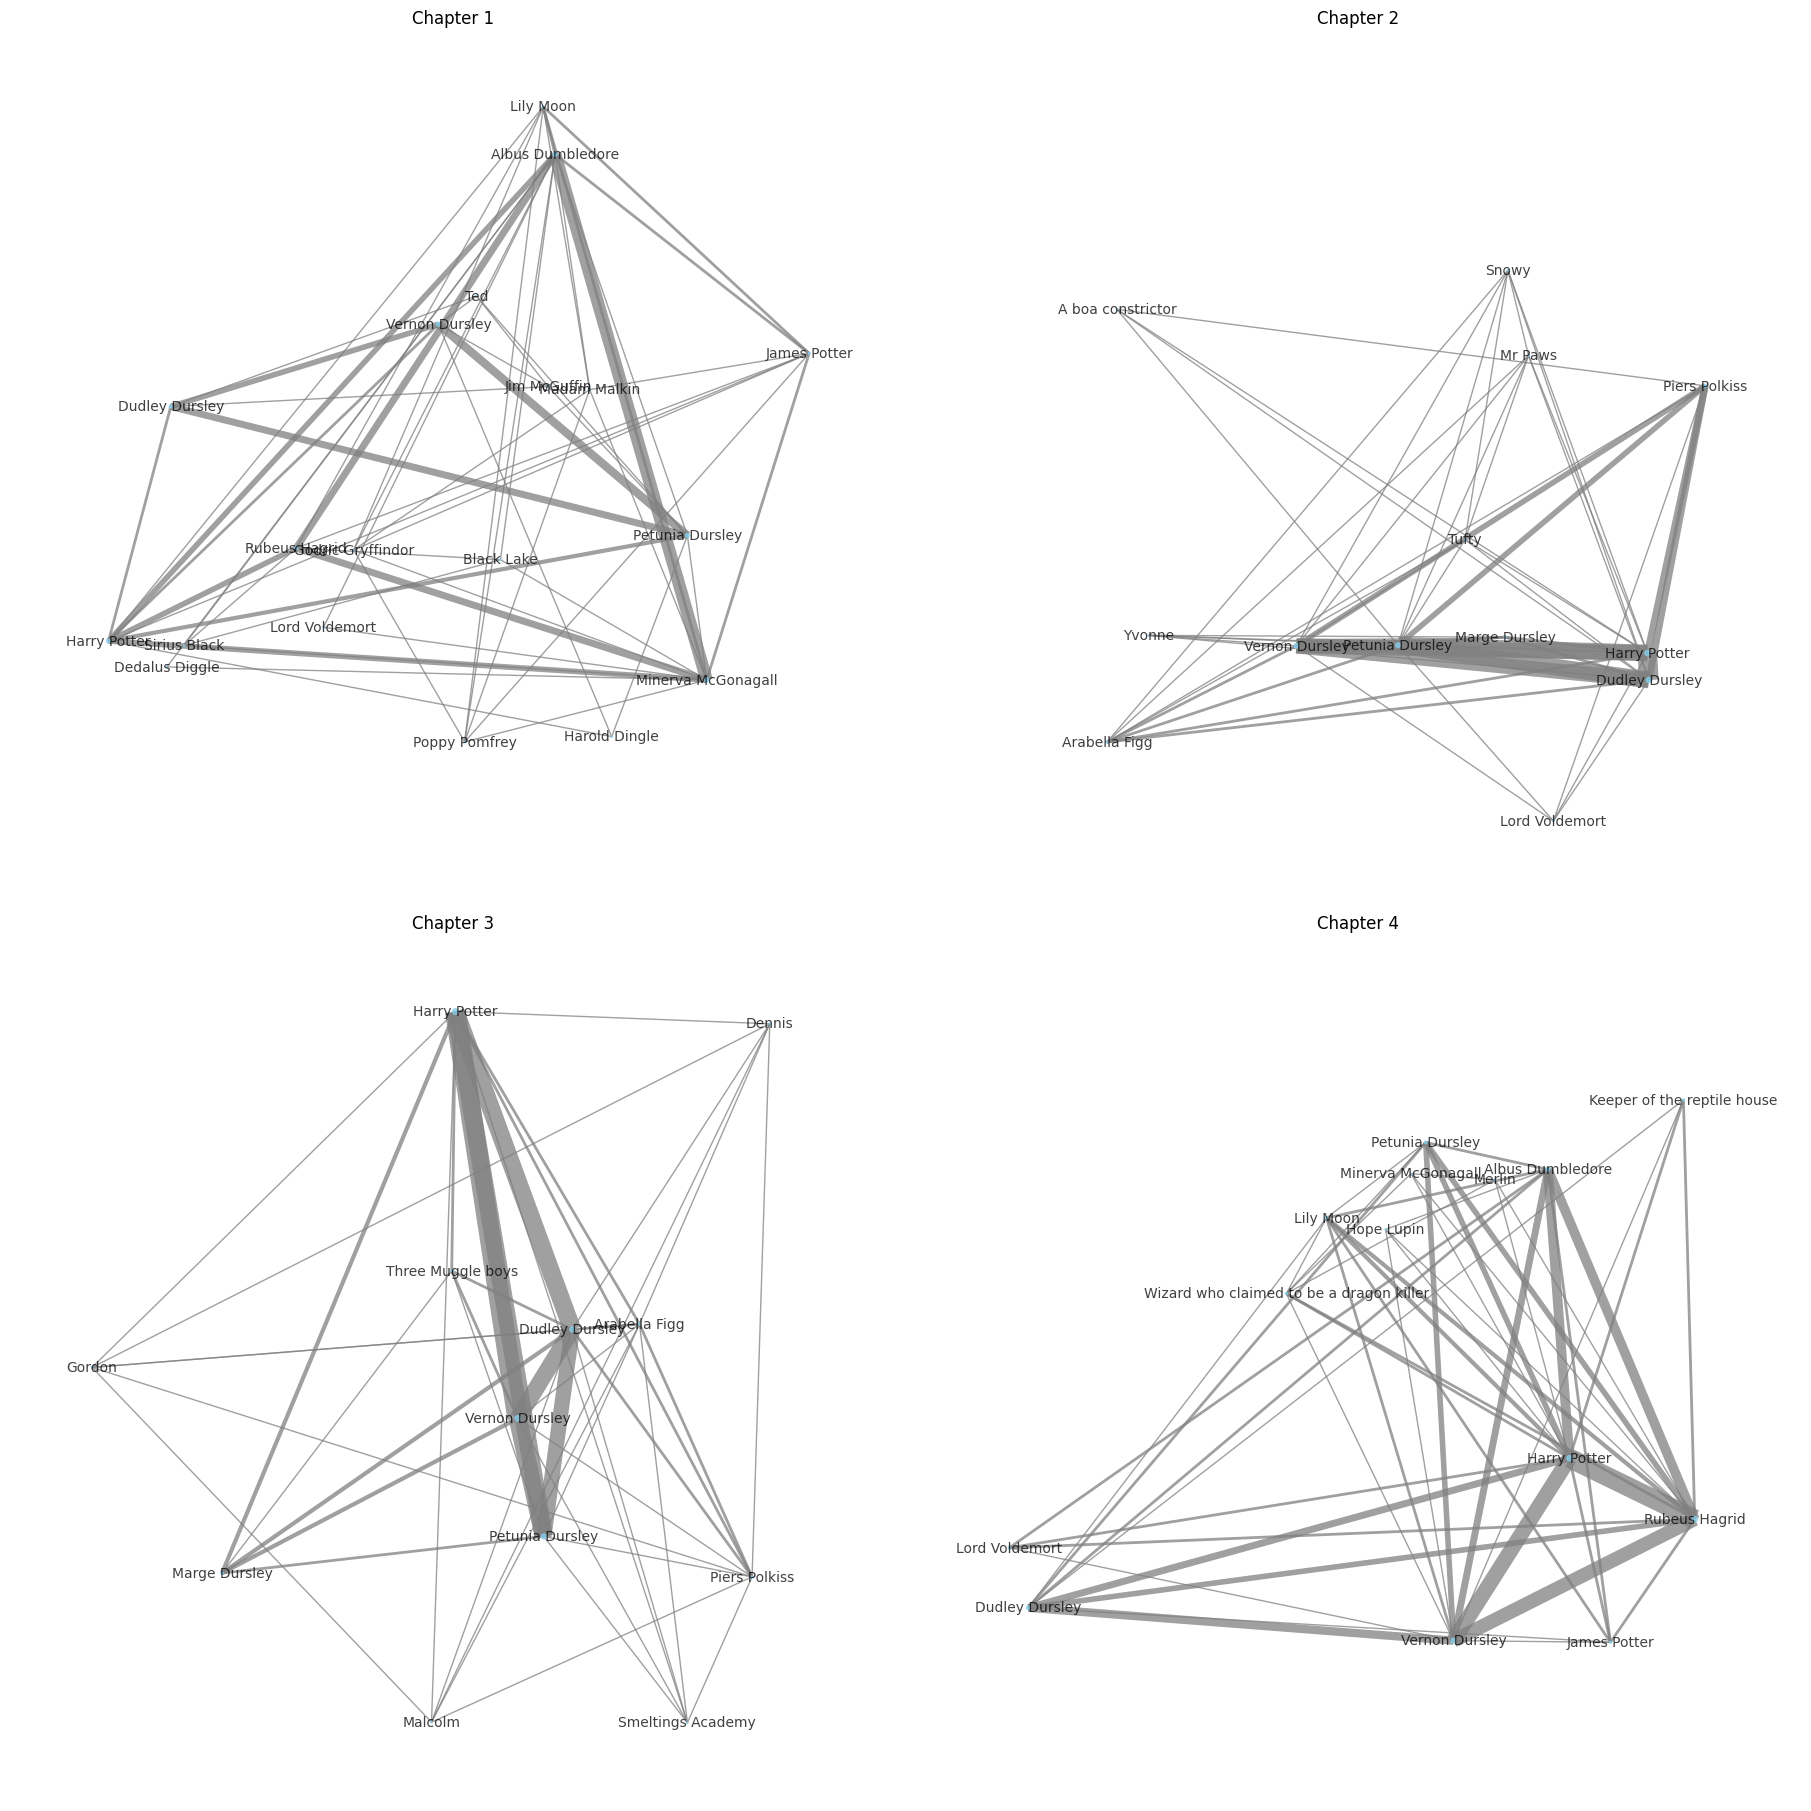 Chapter 1
Lily Moon
Albus Dumbledore
Ted
Vernon Dursley
James Potter
Jim McGuffin
Madam Malkin
Dudley Dursley
Petunia Dursley
Rubeus Hagrid
Godric Gryffindor
Black Lake
Lord Voldemort
Harry Potter
Sirius Black
Dedalus Diggle
Minerva McGonagall
Poppy Pomfrey
Harold Dingle
Chapter 2
Snowy
A boa constrictor
Mr Paws
Piers Polkiss
Tufty
Yvonne
Vernon Dursley
Petunia Dursley
Marge Dursley
Harry Potter
Dudley Dursley
Arabella Figg
Lord Voldemort
Chapter 3
Harry Potter
Dennis
Three Muggle boys
Dudley Dursley
Arabella Figg
Gordon
Vernon Dursley
Petunia Dursley
Marge Dursley
Piers Polkiss
Malcolm
Smeltings Academy
Chapter 4
Keeper of the reptile house
Petunia Dursley
Minerva McGonagall
Albus Dumbledore
Merlin
Lily Moon
Hope Lupin
Wizard who claimed to be a dragon killer
Harry Potter
Rubeus Hagrid
Lord Voldemort
Dudley Dursley
Vernon Dursley
James Potter